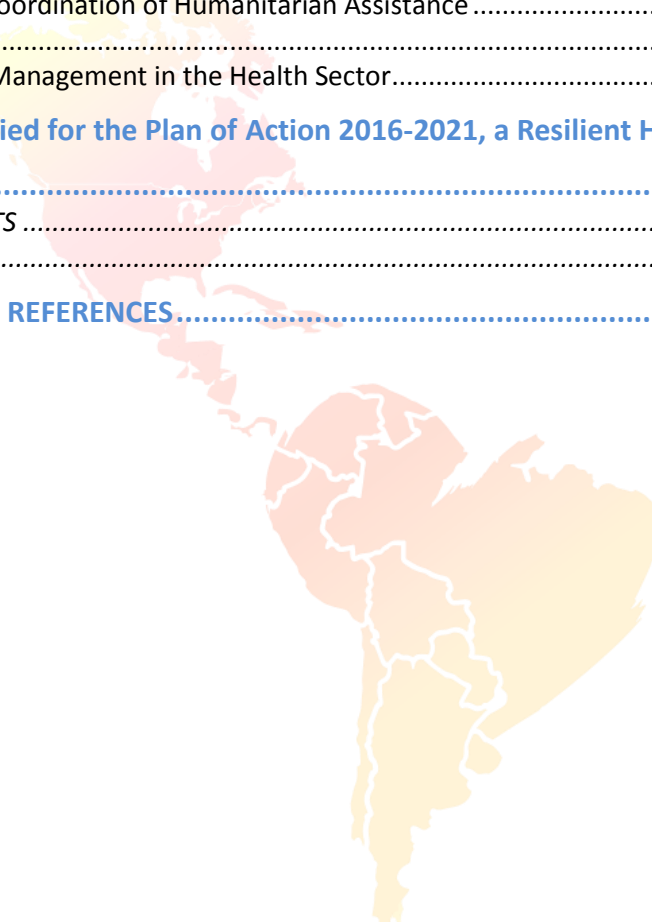 oordination of Humanitarian Assistance ..............................
................................................................................................
Management in the Health Sector..........................................
ied for the Plan of Action 2016-2021, a Resilient H
................................................................................
TS ............................................................................................
................................................................................................
REFERENCES............................................................